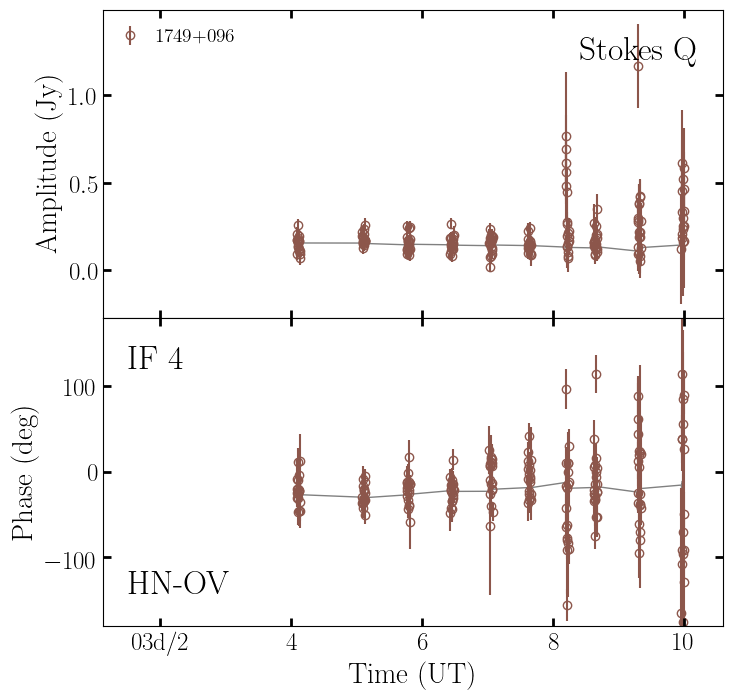 1749+096
Stokes Q
Amplitude (Jy)
1.0
0.5
0.0
IF 4
Phase (deg)
100
0
−100
HN-OV
03d/2
4
6
8
10
Time (UT)